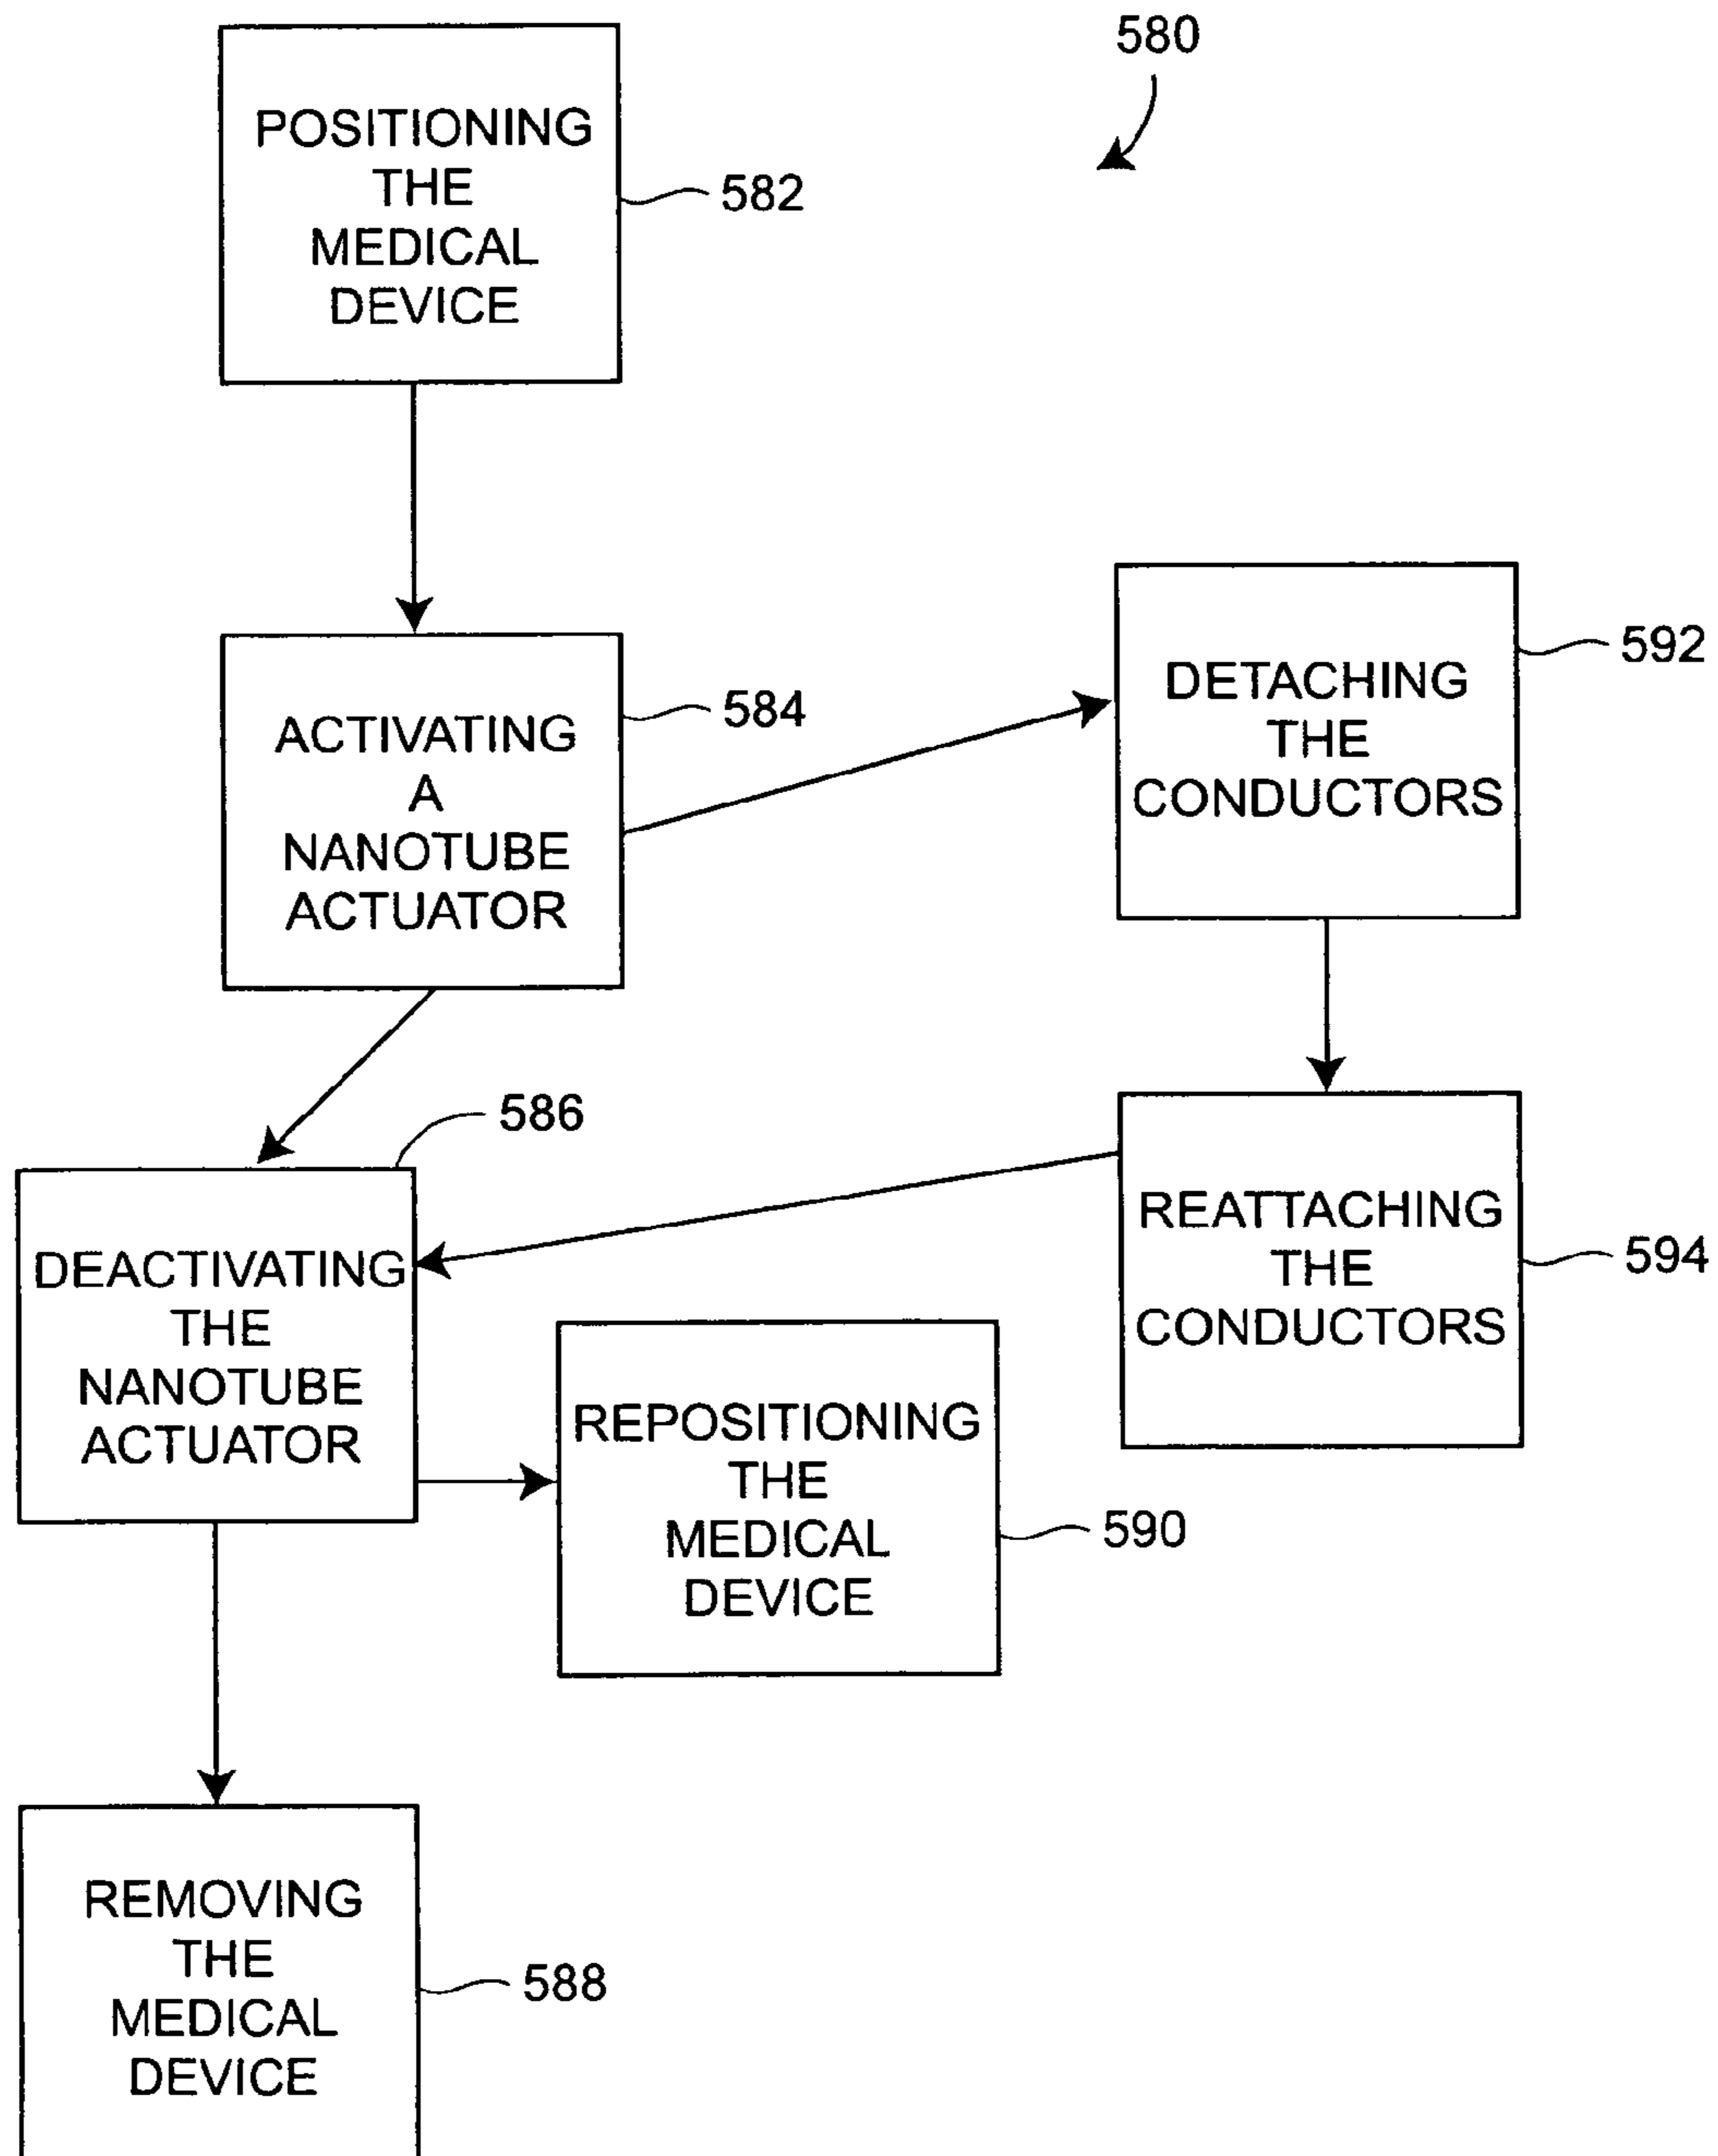 580
POSITIONING
THE
MEDICAL
DEVICE
582
ACTIVATING
A
NANOTUBE
ACTUATOR
584
DETACHING
THE
CONDUCTORS
592
REATTACHING
THE
CONDUCTORS
594
DEACTIVATING
THE
NANOTUBE
ACTUATOR
586
REPOSITIONING
THE
MEDICAL
DEVICE
590
REMOVING
THE
MEDICAL
DEVICE
588